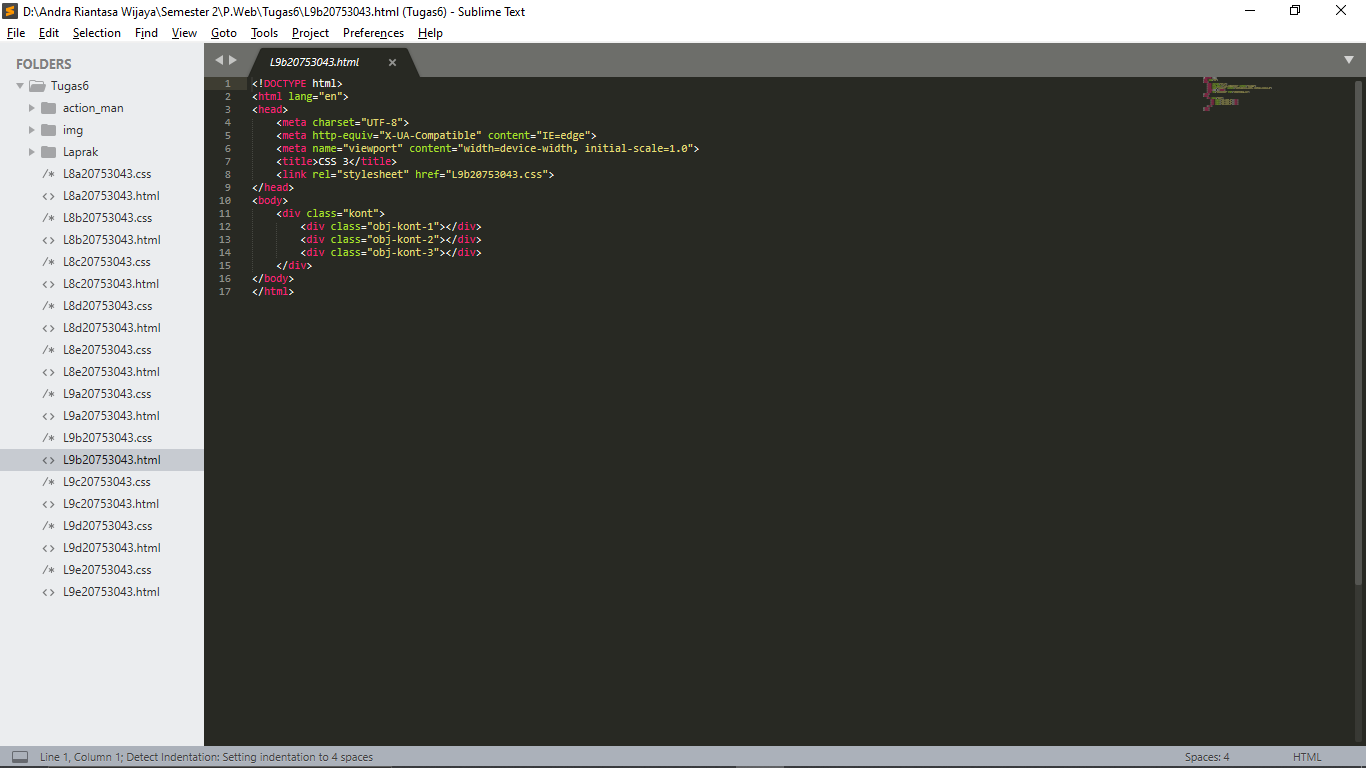 D:\Andra Riantasa Wijaya\Semester 2\P.Web\Tugas6\L9b20753043.html (Tugas6) - Sublime Text
File Edit Selection Find View Goto Tools Project Preferences Help
FOLDERS
Tugas6
action_man
img
Laprak
/* L8a20753043.css
<> L8a20753043.html
/* L8b20753043.css
<> L8b20753043.html
/* L8c20753043.css
<> L8c20753043.html
/* L8d20753043.css
<> L8d20753043.html
/* L8e20753043.css
<> L8e20753043.html
/* L9a20753043.css
<> L9a20753043.html
/* L9b20753043.css
<> L9b20753043.html
/* L9c20753043.css
<> L9c20753043.html
/* L9d20753043.css
<> L9d20753043.html
/* L9e20753043.css
<> L9e20753043.html
L9b20753043.html
1 <!DOCTYPE html>
2 <html lang="en">
3 <head>
4     <meta charset="UTF-8">
5     <meta http-equiv="X-UA-Compatible" content="IE=edge">
6     <meta name="viewport" content="width=device-width, initial-scale=1.0">
7     <title>CSS 3</title>
8     <link rel="stylesheet" href="L9b20753043.css">
9 </head>
10 <body>
11     <div class="kont">
12         <div class="obj-kont-1"></div>
13         <div class="obj-kont-2"></div>
14         <div class="obj-kont-3"></div>
15     </div>
16 </body>
17 </html>
Line 1, Column 1; Detect Indentation: Setting indentation to 4 spaces
Spaces: 4
HTML